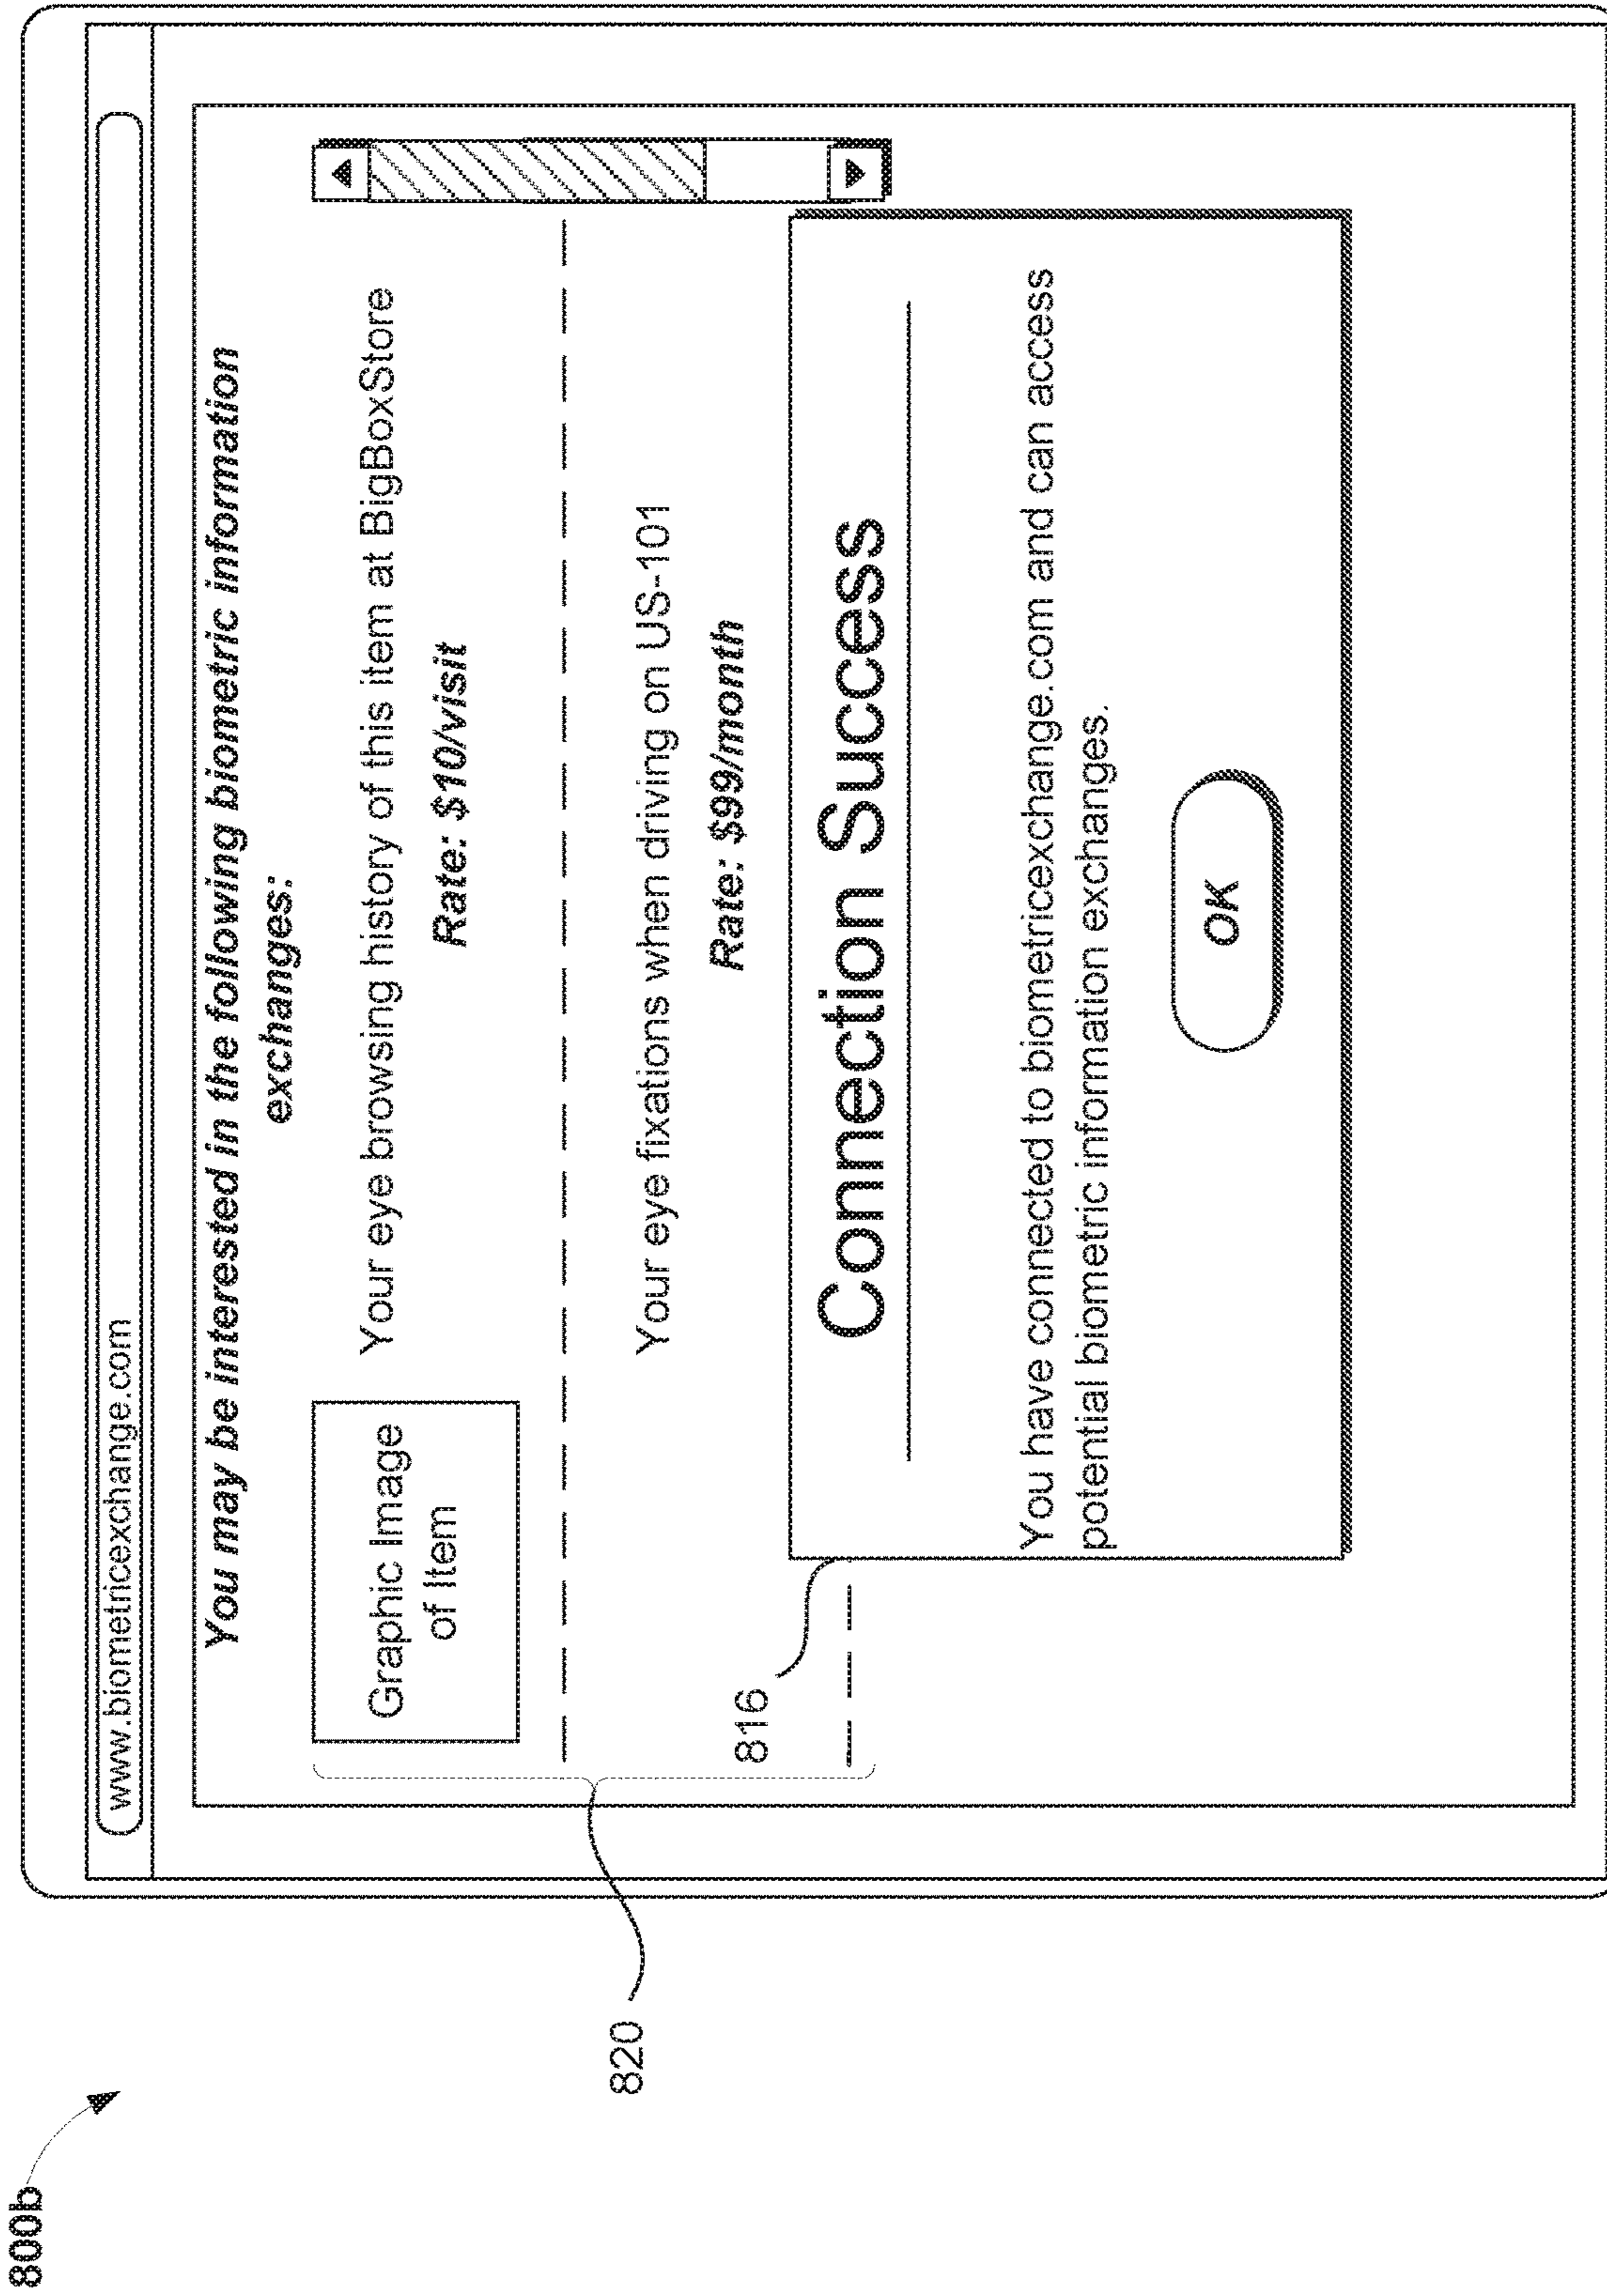 800b
www.biometricexchange.com
You may be interested in the following biometric information
exchanges:
Graphic Image
of Item
Your eye browsing history of this item at BigBoxStore
Rate: $10/visit
Your eye fixations when driving on US-101
Rate: $99/month
820
816
Connection Success
You have connected to biometricexchange.com and can access
potential biometric information exchanges.
OK